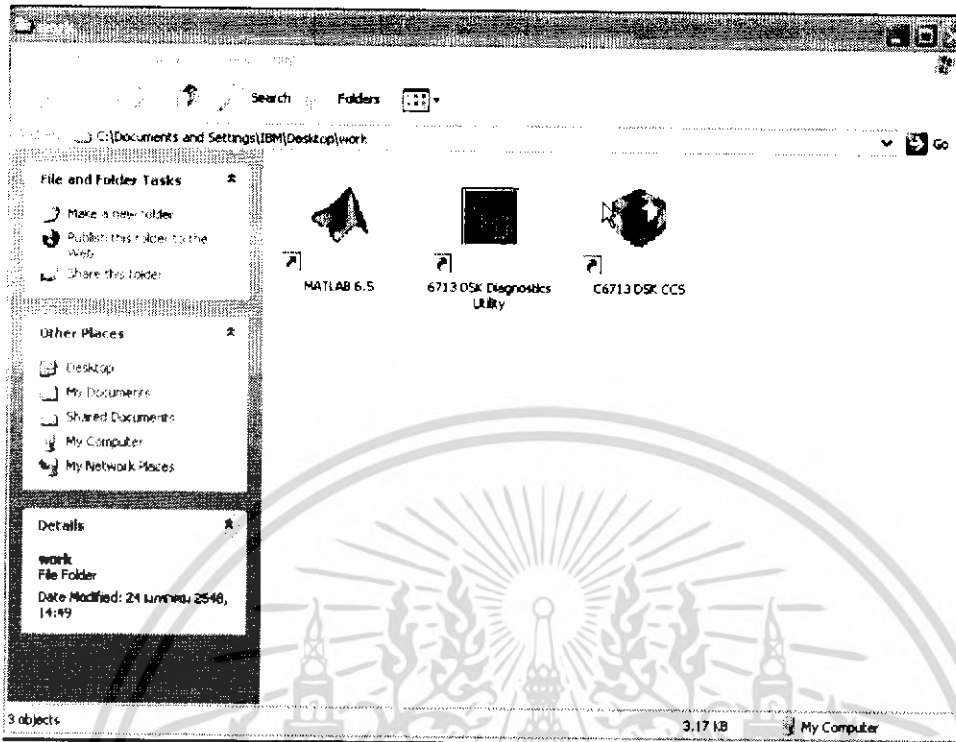 Search Folders
C:\Documents and Settings\IBM\Desktop\work
Go
File and Folder Tasks
Make a new folder
Publish this folder to the
Web
Share this folder
Other Places
Desktop
My Documents
Shared Documents
My Computer
My Network Places
Details
work
File Folder
Date Modified: 24 มกราคม 2548,
14:49
MATLAB 6.5
6713 DSK Diagnostics
Utility
C6713 DSK CCS
3 objects
3.17 KB
My Computer